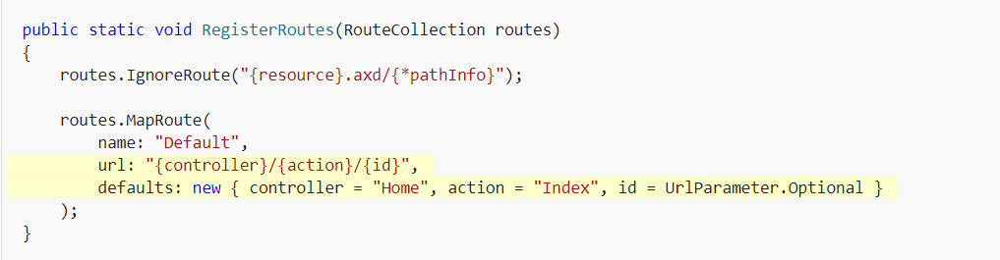 public static void RegisterRoutes(RouteCollection routes)
{
    routes.IgnoreRoute("{resource}.axd/{*pathInfo}");
    routes.MapRoute(
        name: "Default",
        url: "{controller}/{action}/{id}",
        defaults: new { controller = "Home", action = "Index", id = UrlParameter.Optional }
    );
}